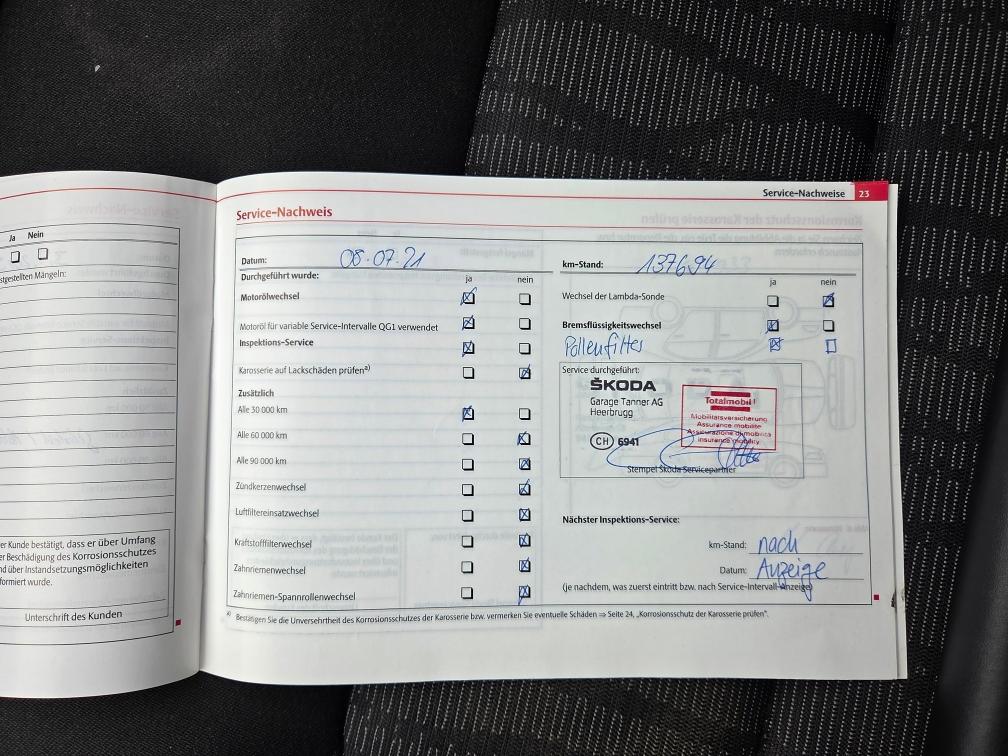 Ja Nein
stgestellten Mängeln:
er Kunde bestätigt, dass er über Umfang
er Beschädigung des Korrosionsschutzes
nd über Instandsetzungsmöglichkeiten
formiert wurde.
Unterschrift des Kunden
Service-Nachweise 23
Service-Nachweis
Datum: 08.07.21
Durchgeführt wurde: ja nein
Motorölwechsel
Motoröl für variable Service-Intervalle QG1 verwendet
Inspektions-Service
Karosserie auf Lackschäden prüfen a)
Zusätzlich
Alle 30 000 km
Alle 60 000 km
Alle 90 000 km
Zündkerzenwechsel
Luftfiltereinsatzwechsel
Kraftstofffilterwechsel
Zahnriemenwechsel
Zahnriemen-Spannrollenwechsel
km-Stand: 137694
ja nein
Wechsel der Lambda-Sonde
Bremsflüssigkeitswechsel
Pollenfilter
Service durchgeführt:
ŠKODA
Garage Tanner AG
Heerbrugg
CH 6941
Totalmobil!
Mobilitätsversicherung
Assurance mobilité
Assicurazione di mobilità
insurance mobility
Stempel Škoda Servicepartner
Nächster Inspektions-Service:
km-Stand: nach
Datum: Anzeige
(je nachdem, was zuerst eintritt bzw. nach Service-Intervall-Anzeige)
a) Bestätigen Sie die Unversehrtheit des Korrosionsschutzes der Karosserie bzw. vermerken Sie eventuelle Schäden ⇒ Seite 24, „Korrosionsschutz der Karosserie prüfen“.